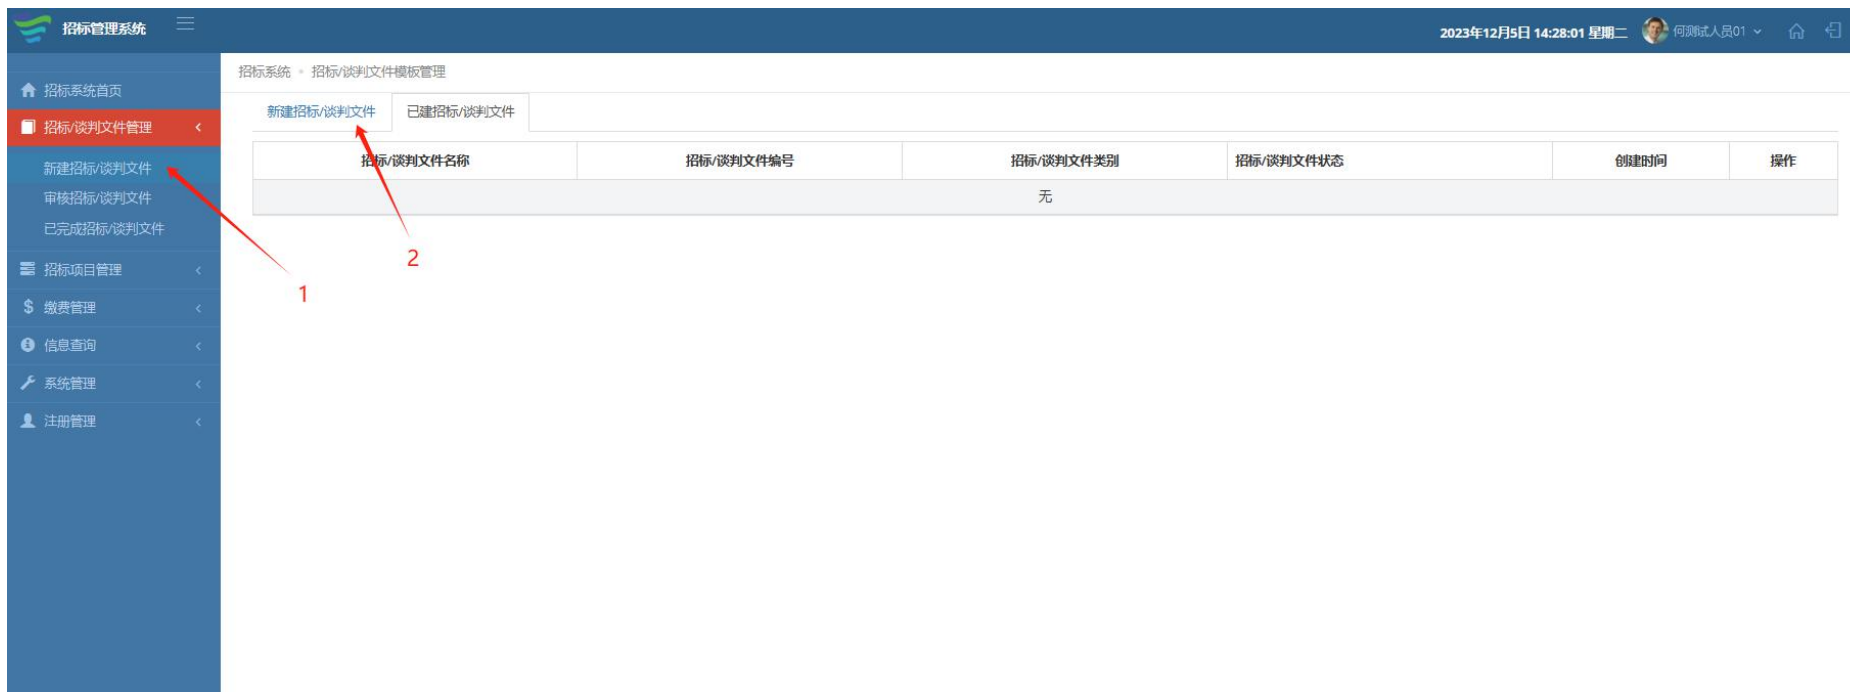 招标管理系统
2023年12月5日 14:28:01 星期二 何测试人员01
招标系统 招标/谈判文件模板管理
新建招标/谈判文件 已建招标/谈判文件
招标/谈判文件名称 招标/谈判文件编号 招标/谈判文件类别 招标/谈判文件状态 创建时间 操作
无
招标系统首页
招标/谈判文件管理
新建招标/谈判文件
审核招标/谈判文件
已完成招标/谈判文件
招标项目管理
缴费管理
信息查询
系统管理
注册管理
1
2